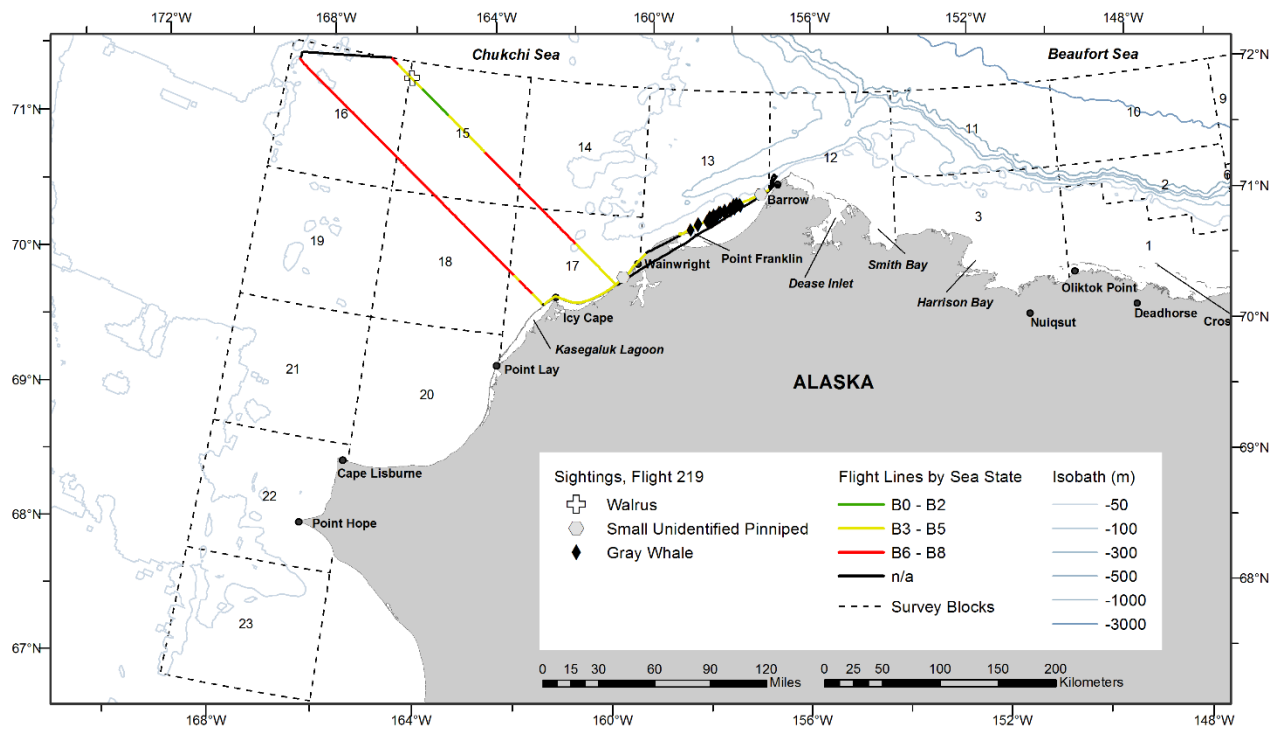 172°W 168°W 164°W 160°W 156°W 152°W 148°W
Chukchi Sea Beaufort Sea
72°N
71°N
16
15
14
13
12
11
10
9
6
2
3
1
71°N
Barrow
70°N
19
18
17
Wainwright
Point Franklin
Dease Inlet
Smith Bay
Harrison Bay
Oliktok Point
Nuiqsut
Deadhorse
Cros
70°N
Icy Cape
Kasegaluk Lagoon
Point Lay
69°N
21
20
ALASKA
69°N
Cape Lisburne
22
Point Hope
68°N
68°N
23
67°N
Sightings, Flight 219
Walrus
Small Unidentified Pinniped
Gray Whale
Flight Lines by Sea State
B0 - B2
B3 - B5
B6 - B8
n/a
Survey Blocks
Isobath (m)
-50
-100
-300
-500
-1000
-3000
0 15 30 60 90 120
Miles
0 25 50 100 150 200
Kilometers
168°W 164°W 160°W 156°W 152°W 148°W